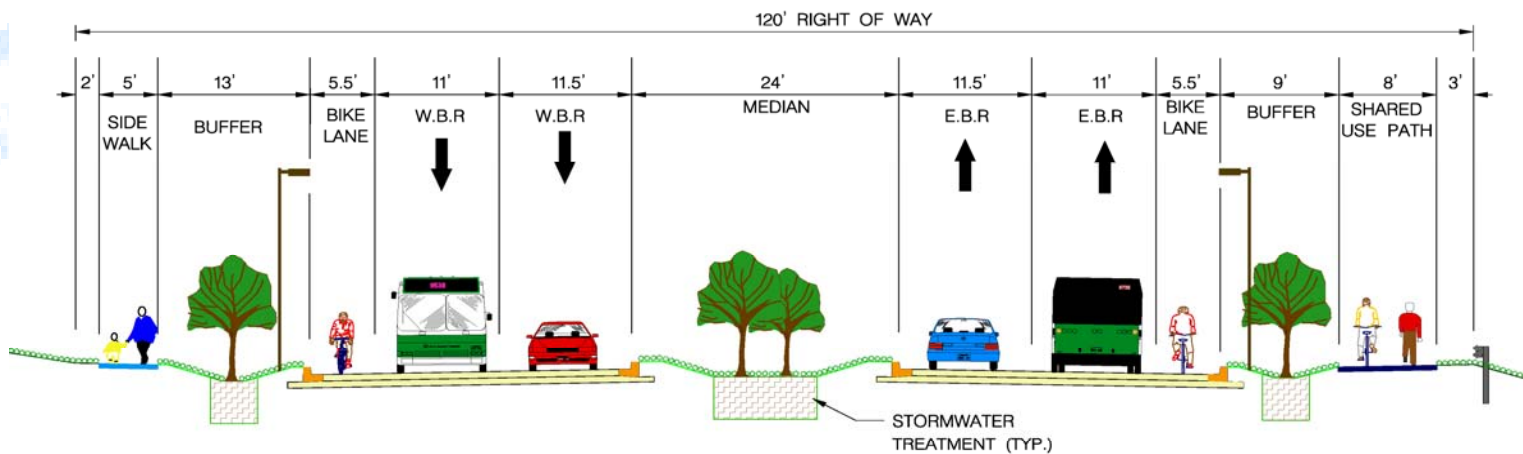 120' RIGHT OF WAY
2' 5' 13' 5.5' 11' 11.5' 24' 11.5' 11' 5.5' 9' 8' 3'
SIDE
WALK
BUFFER
BIKE
LANE
W.B.R
W.B.R
MEDIAN
E.B.R
E.B.R
BIKE
LANE
BUFFER
SHARED
USE PATH
STORMWATER
TREATMENT (TYP.)